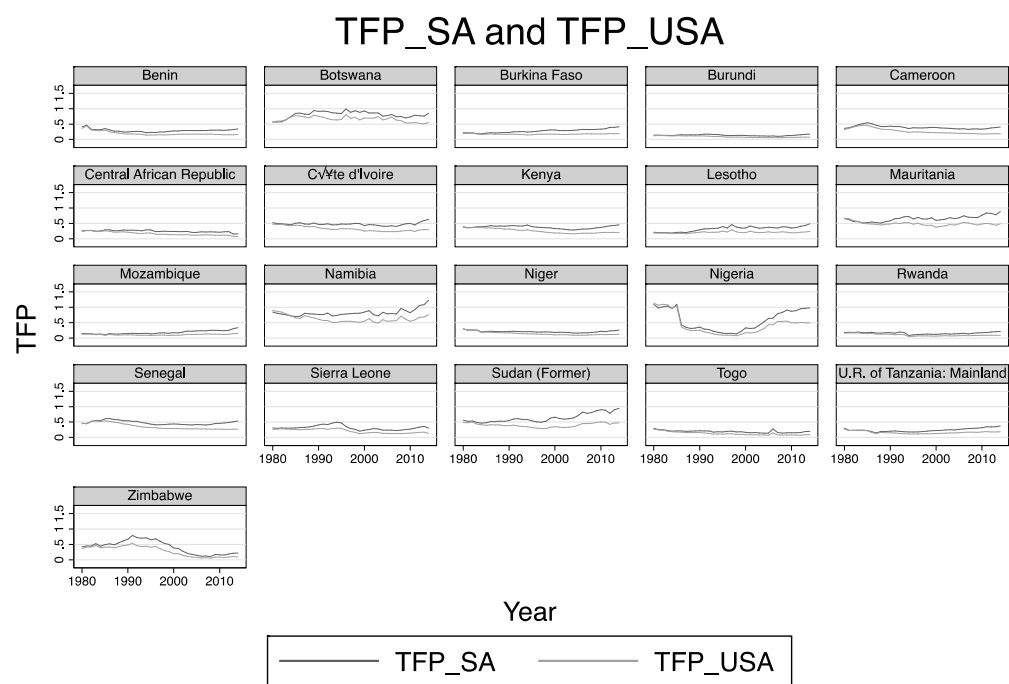 TFP_SA and TFP_USA
Benin Botswana Burkina Faso Burundi Cameroon
0 .5 1 1.5
Central African Republic C√¥te d'Ivoire Kenya Lesotho Mauritania
0 .5 1 1.5
Mozambique Namibia Niger Nigeria Rwanda
0 .5 1 1.5
TFP
Senegal Sierra Leone Sudan (Former) Togo U.R. of Tanzania: Mainland
0 .5 1 1.5
1980 1990 2000 2010 1980 1990 2000 2010 1980 1990 2000 2010 1980 1990 2000 2010
Zimbabwe
0 .5 1 1.5
1980 1990 2000 2010
Year
TFP_SA TFP_USA